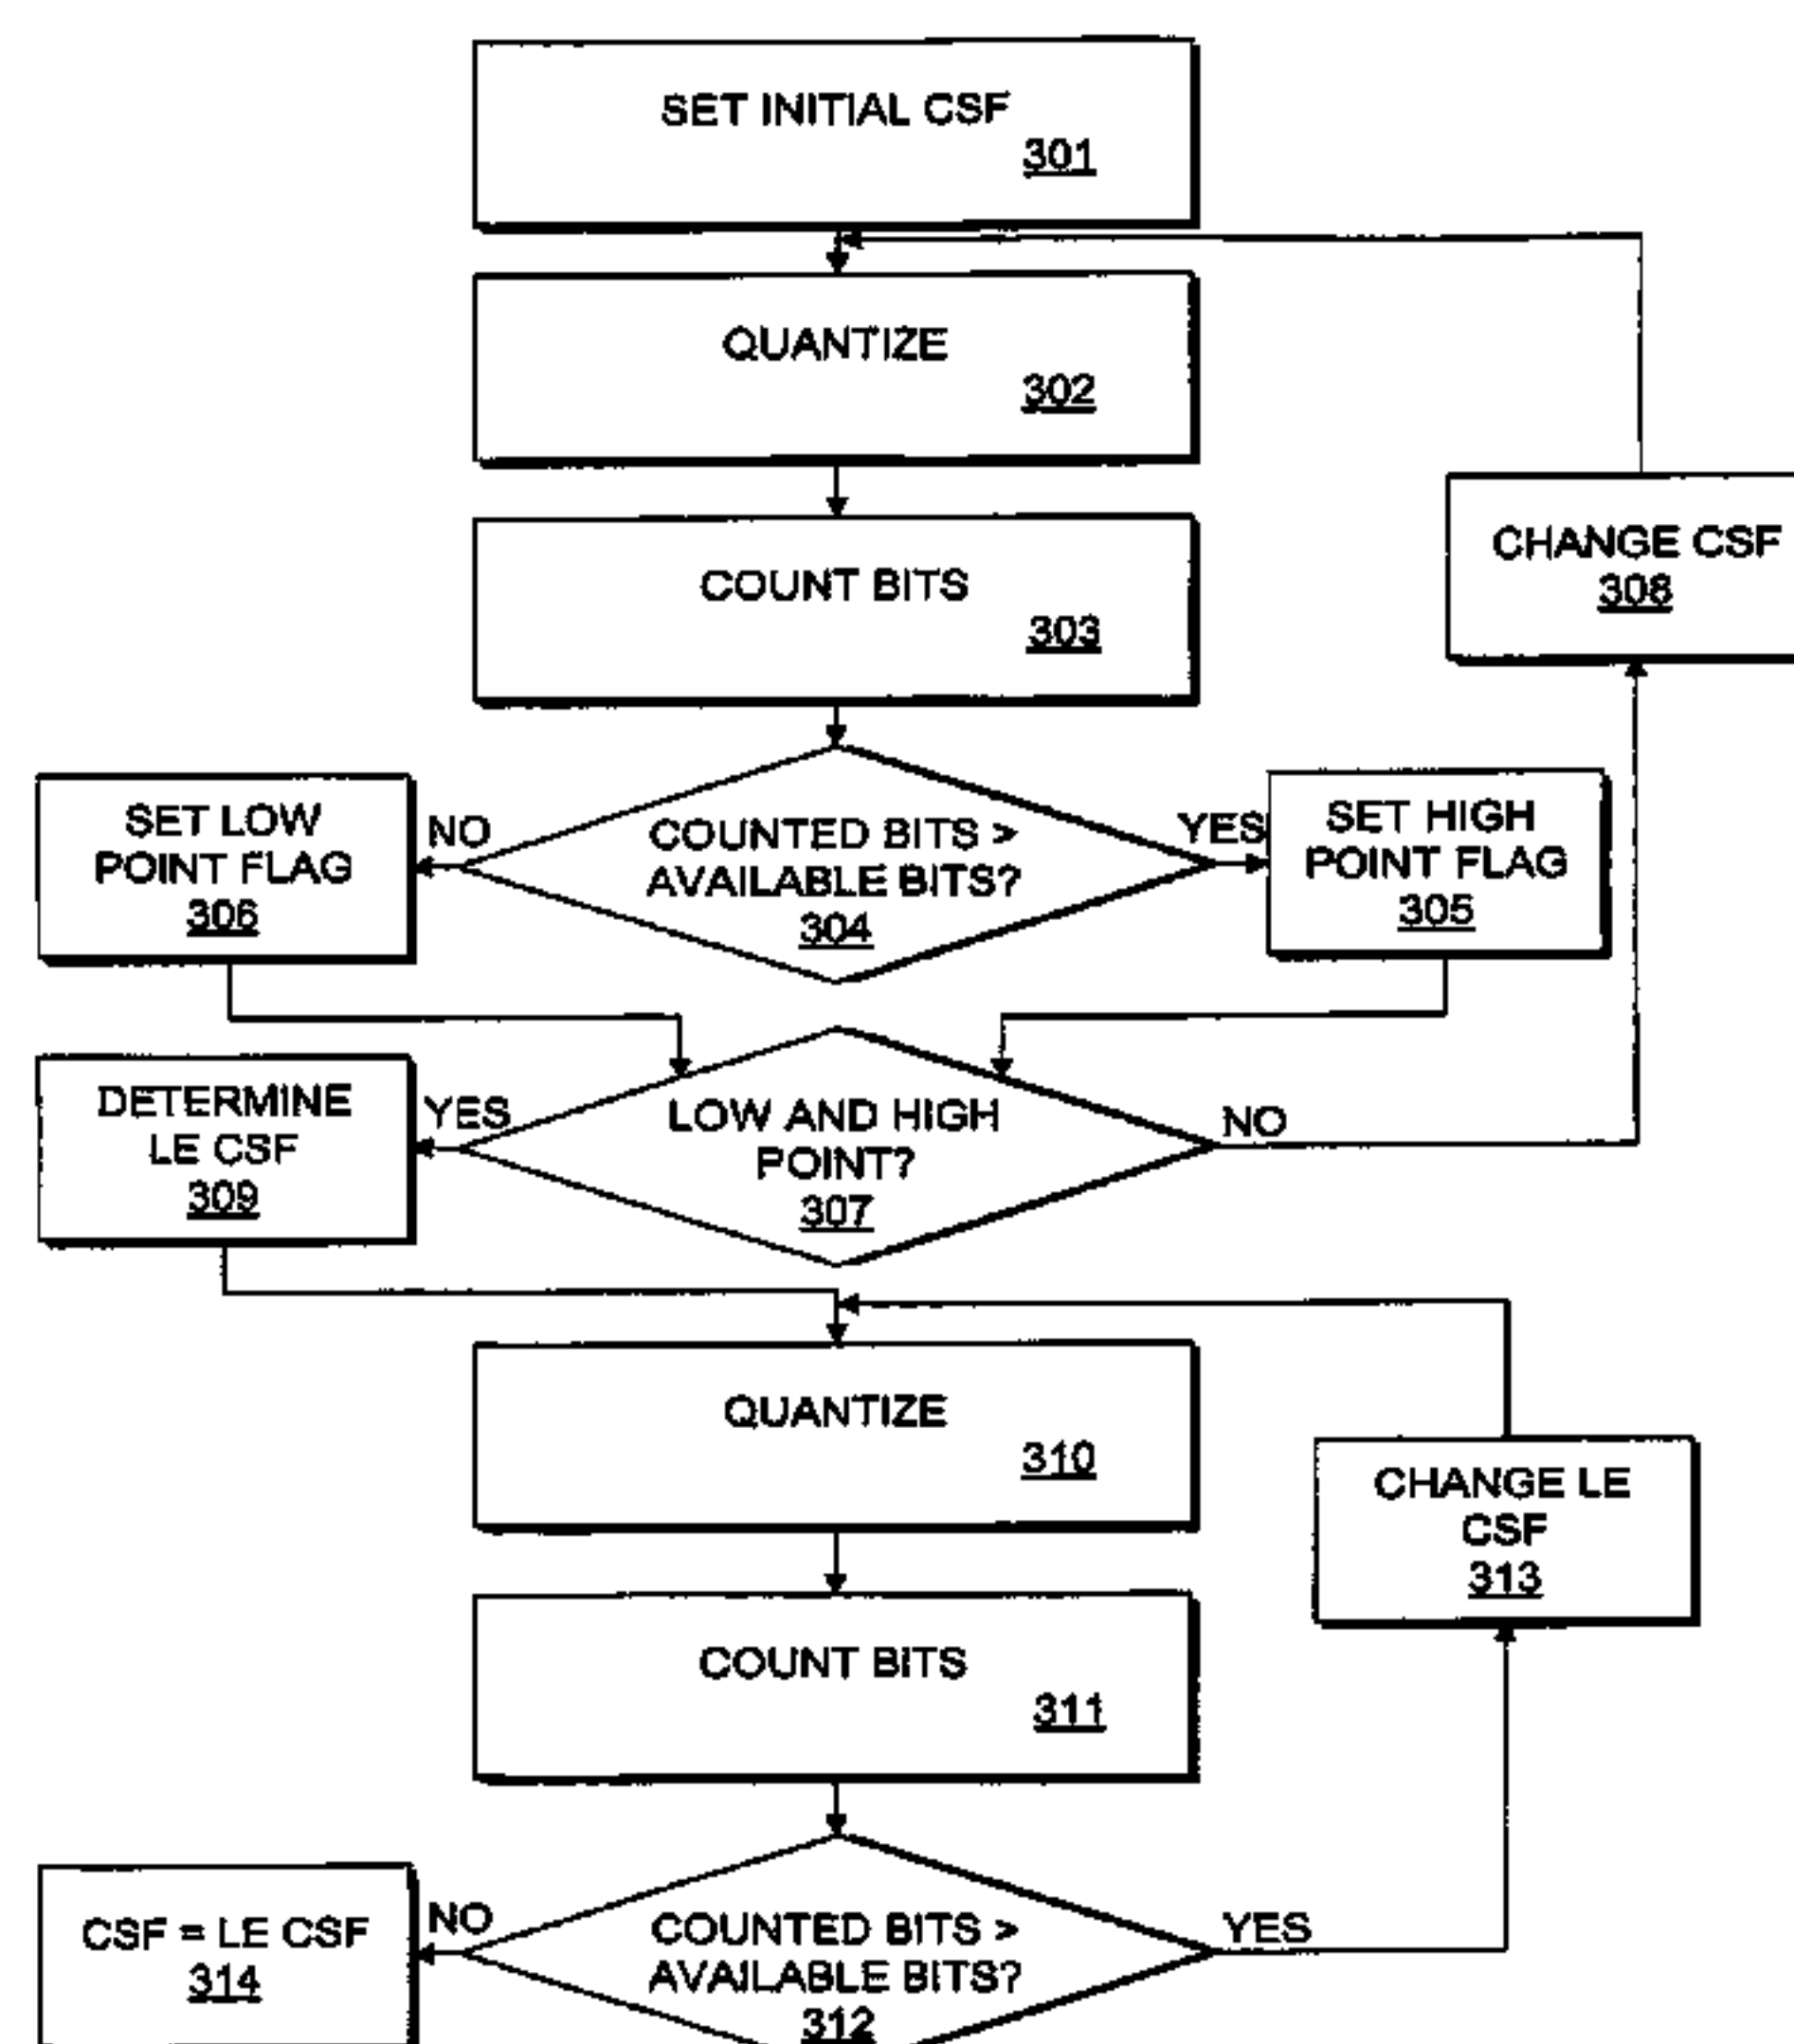 SET INITIAL CSF
301
QUANTIZE
302
COUNT BITS
303
CHANGE CSF
308
SET LOW
POINT FLAG
306
NO
COUNTED BITS >
AVAILABLE BITS?
304
YES
SET HIGH
POINT FLAG
305
DETERMINE
LE CSF
309
YES
LOW AND HIGH
POINT?
307
NO
QUANTIZE
310
CHANGE LE
CSF
313
COUNT BITS
311
CSF = LE CSF
314
NO
COUNTED BITS >
AVAILABLE BITS?
312
YES